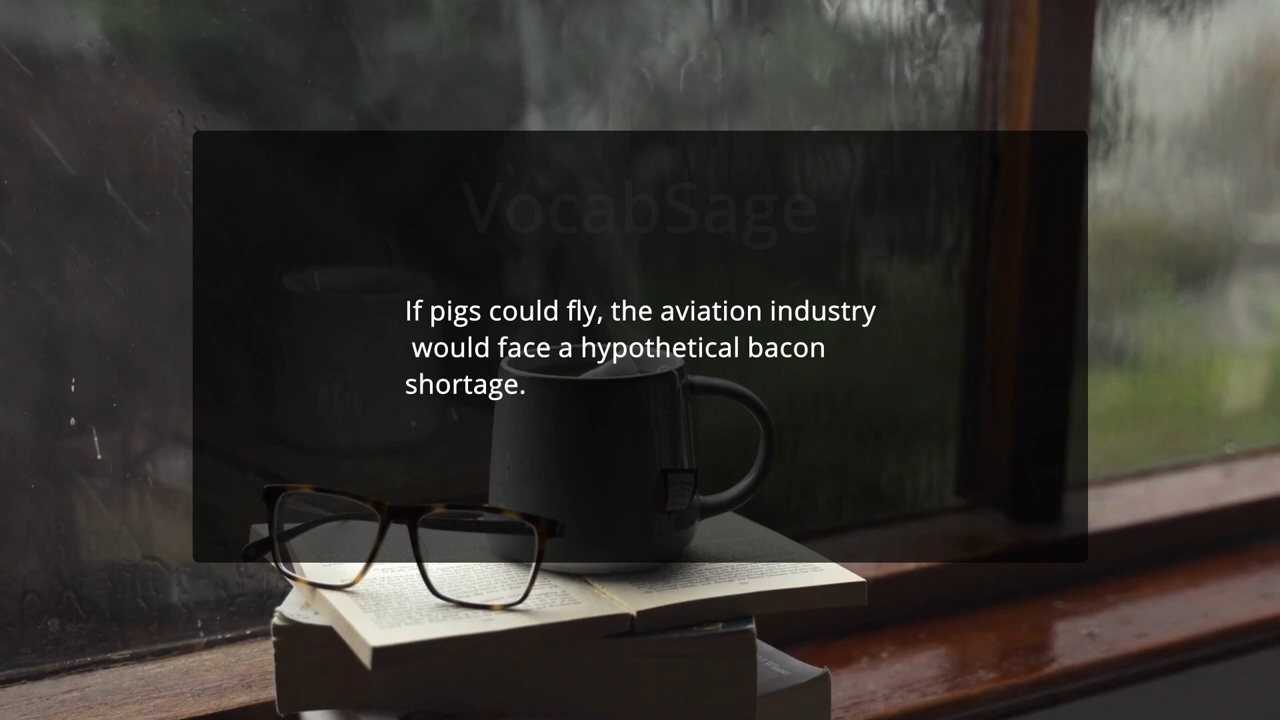 VocabSage
If pigs could fly, the aviation industry
would face a hypothetical bacon
shortage.